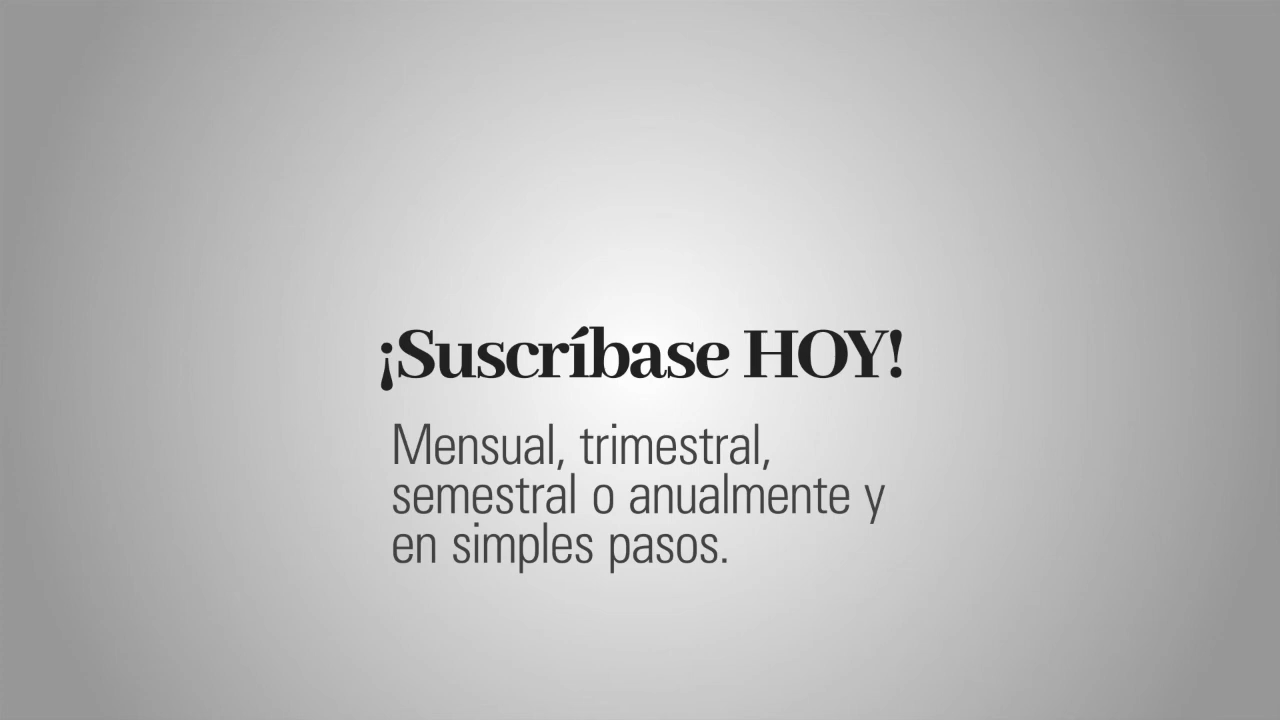 ¡Suscríbase HOY!
Mensual, trimestral,
semestral o anualmente y
en simples pasos.